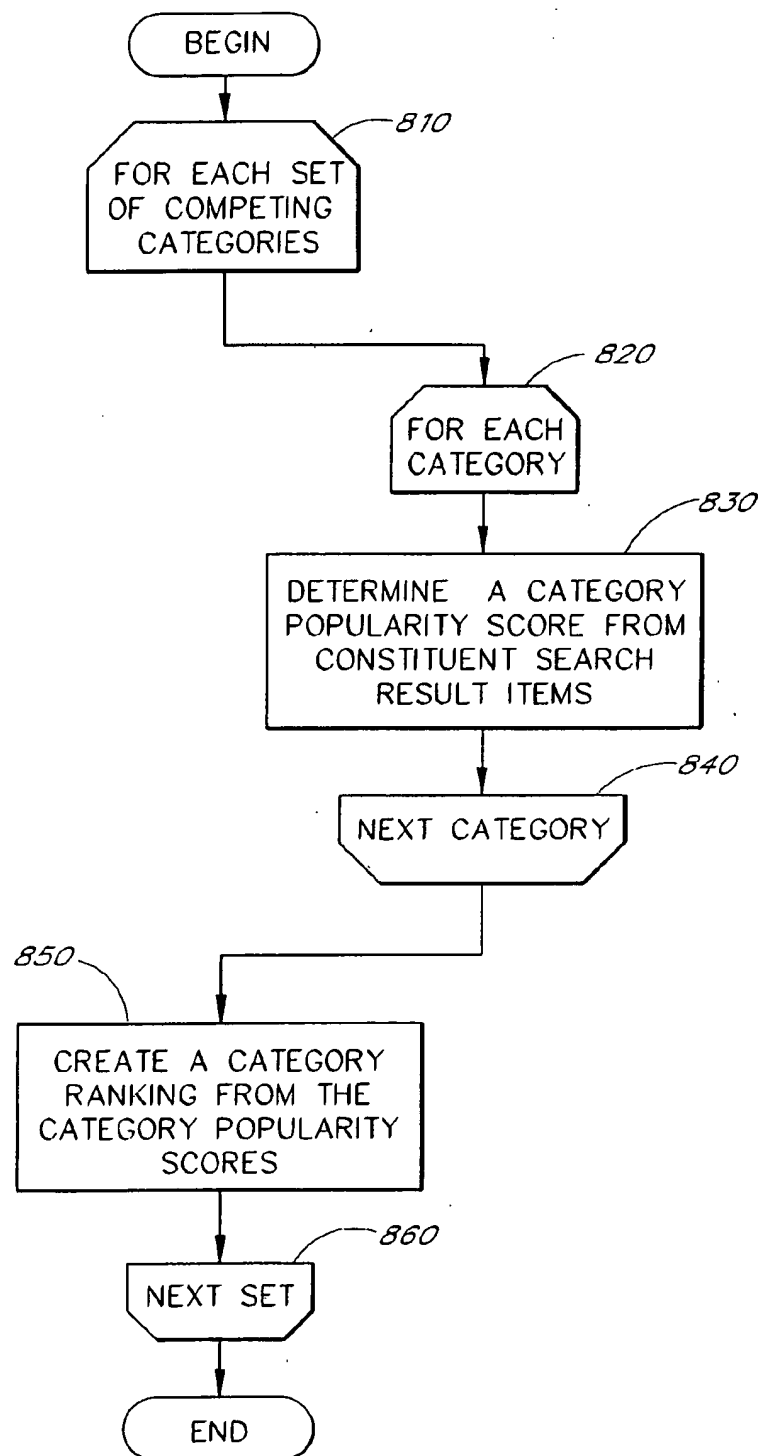 BEGIN
810
FOR EACH SET
OF COMPETING
CATEGORIES
820
FOR EACH
CATEGORY
830
DETERMINE A CATEGORY
POPULARITY SCORE FROM
CONSTITUENT SEARCH
RESULT ITEMS
840
NEXT CATEGORY
850
CREATE A CATEGORY
RANKING FROM THE
CATEGORY POPULARITY
SCORES
860
NEXT SET
END